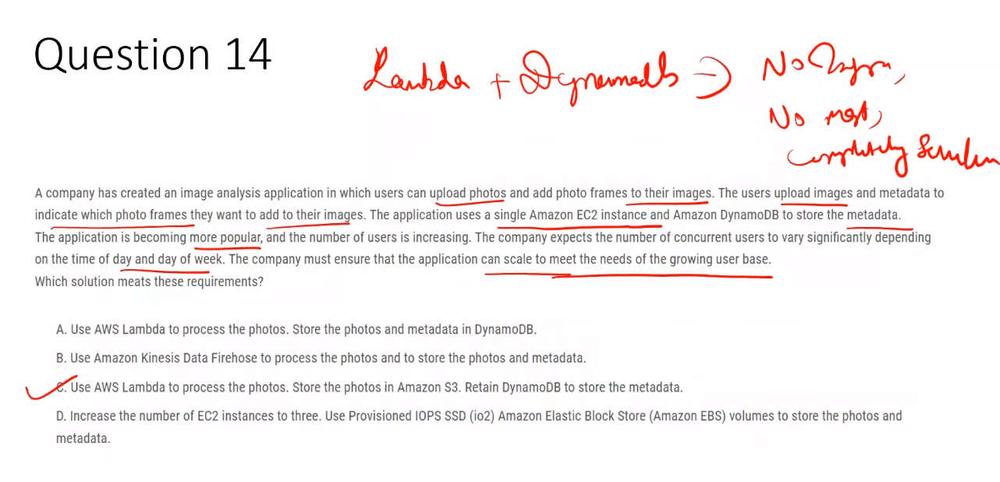 Question 14
Lambda + Dynamodb => No Infra,
No mgt,
completely
A company has created an image analysis application in which users can upload photos and add photo frames to their images. The users upload images and metadata to
indicate which photo frames they want to add to their images. The application uses a single Amazon EC2 instance and Amazon DynamoDB to store the metadata.
The application is becoming more popular, and the number of users is increasing. The company expects the number of concurrent users to vary significantly depending
on the time of day and day of week. The company must ensure that the application can scale to meet the needs of the growing user base.
Which solution meats these requirements?
A. Use AWS Lambda to process the photos. Store the photos and metadata in DynamoDB.
B. Use Amazon Kinesis Data Firehose to process the photos and to store the photos and metadata.
C. Use AWS Lambda to process the photos. Store the photos in Amazon S3. Retain DynamoDB to store the metadata.
D. Increase the number of EC2 instances to three. Use Provisioned IOPS SSD (io2) Amazon Elastic Block Store (Amazon EBS) volumes to store the photos and
metadata.